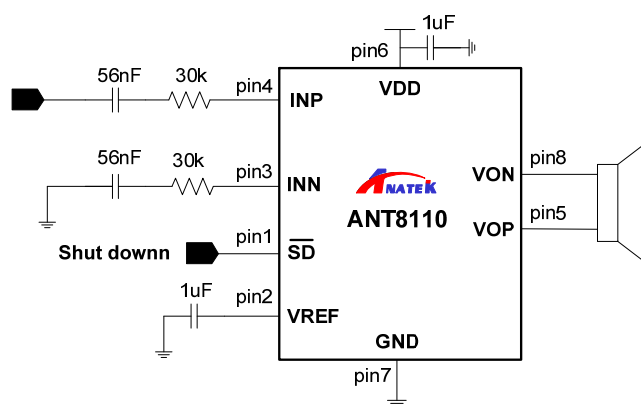 1uF
pin6
VDD
56nF
30k
pin4
INP
56nF
30k
pin3
INN
ANATEK
ANT8110
VON
pin8
VOP
pin5
Shut downn
pin1
SD
1uF
pin2
VREF
GND
pin7